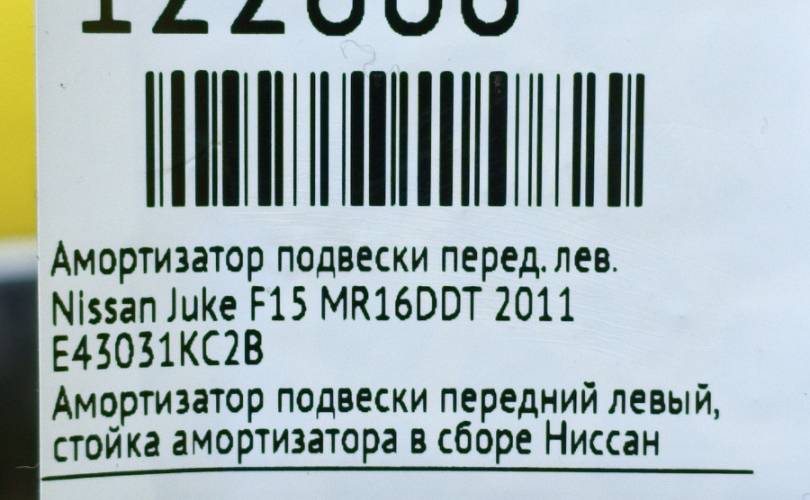 Амортизатор подвески перед. лев.
Nissan Juke F15 MR16DDT 2011
E43031KC2B
Амортизатор подвески передний левый,
стойка амортизатора в сборе Ниссан